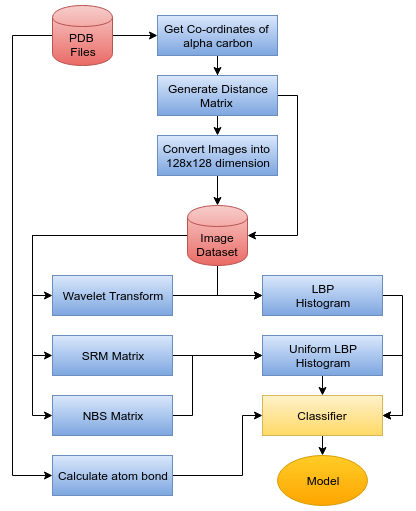 PDB
Files
Get Co-ordinates of
alpha carbon
Generate Distance
Matrix
Convert Images into
128x128 dimension
Image
Dataset
Wavelet Transform
LBP
Histogram
SRM Matrix
Uniform LBP
Histogram
NBS Matrix
Classifier
Calculate atom bond
Model